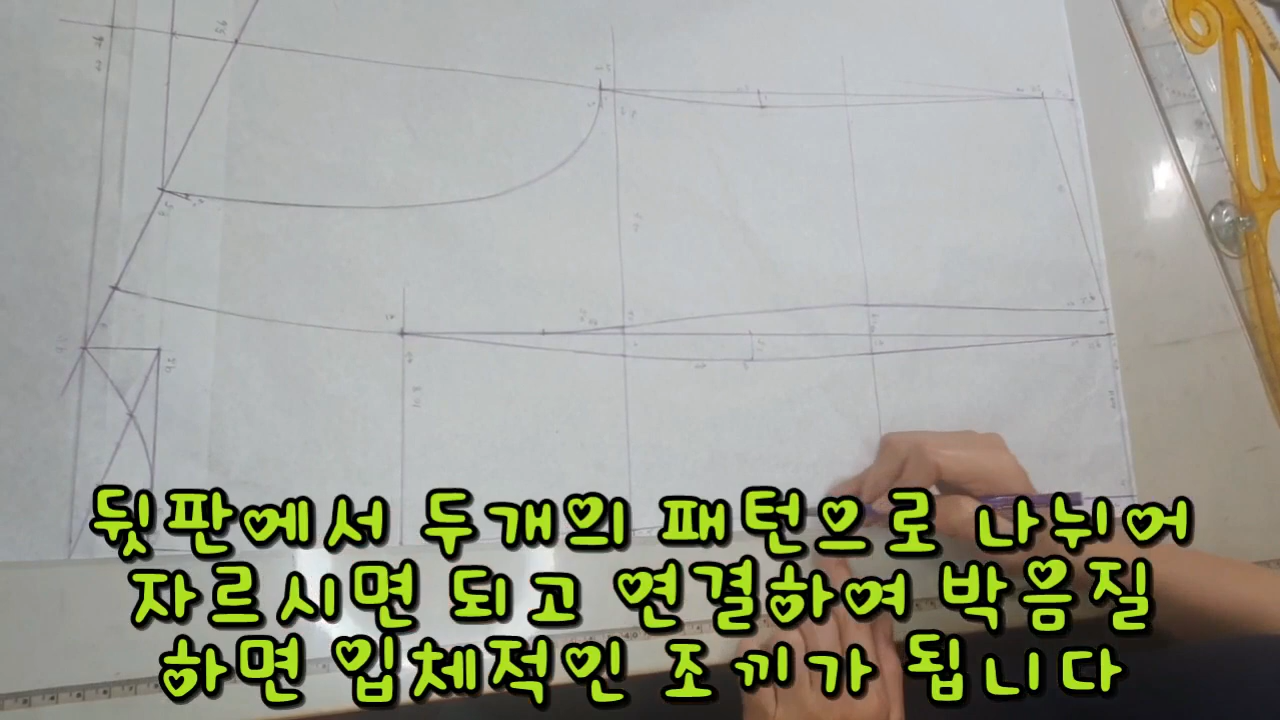 뒷판에서 두개의 패턴으로 나뉘어
자르시면 되고 연결하여 박음질
하면 입체적인 조끼가 됩니다